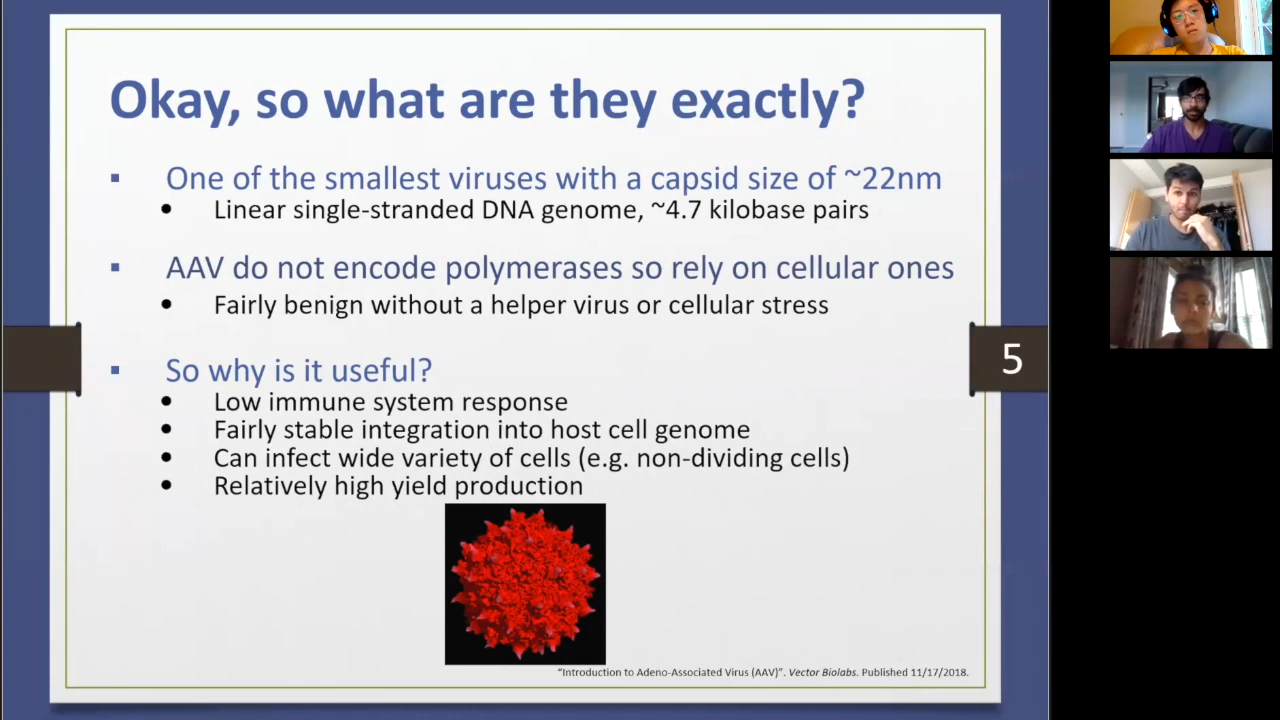 Okay, so what are they exactly?
▪ One of the smallest viruses with a capsid size of ~22nm
• Linear single-stranded DNA genome, ~4.7 kilobase pairs
▪ AAV do not encode polymerases so rely on cellular ones
• Fairly benign without a helper virus or cellular stress
5
▪ So why is it useful?
• Low immune system response
• Fairly stable integration into host cell genome
• Can infect wide variety of cells (e.g. non-dividing cells)
• Relatively high yield production
“Introduction to Adeno-Associated Virus (AAV)”. Vector Biolabs. Published 11/17/2018.